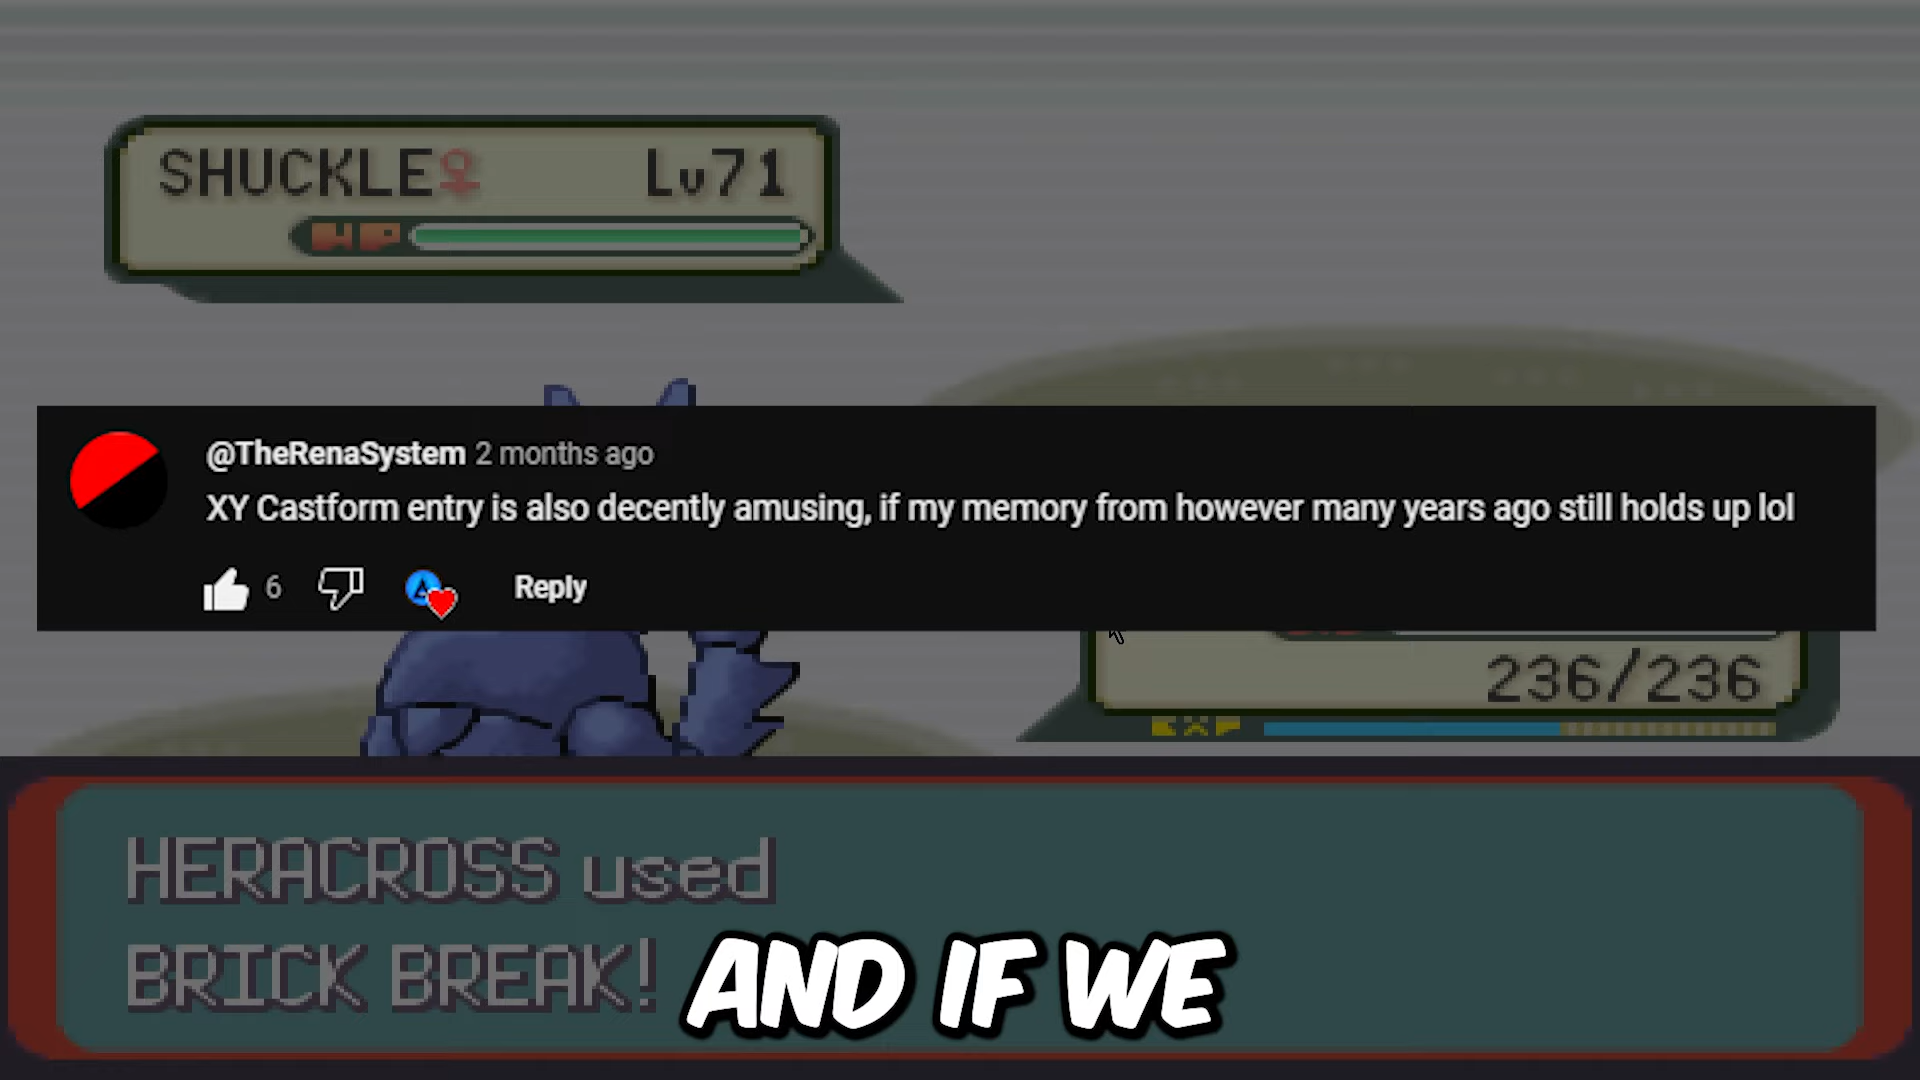 SHUCKLE♀ Lv71
HP
@TheRenaSystem 2 months ago
XY Castform entry is also decently amusing, if my memory from however many years ago still holds up lol
6 Reply
236/236
EXP
HERACROSS used
BRICK BREAK!
AND IF WE